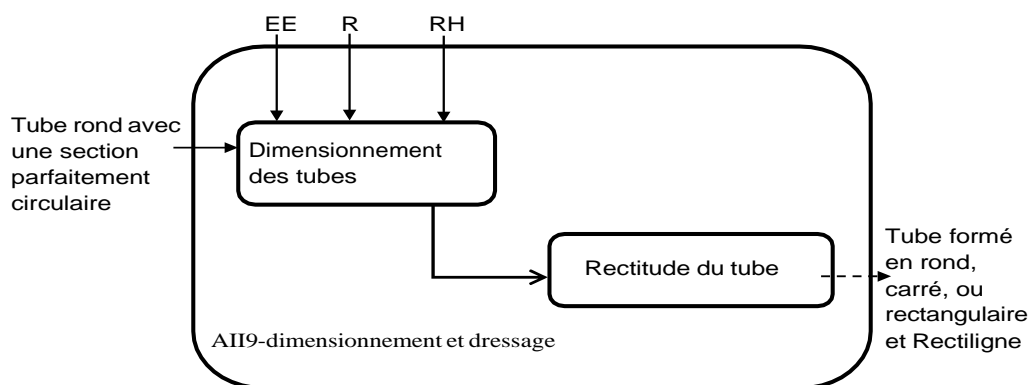 EE R RH
Tube rond avec
une section
parfaitement
circulaire
Dimensionnement
des tubes
Rectitude du tube
Tube formé
en rond,
carré, ou
rectangulaire
et Rectiligne
AII9-dimensionnement et dressage